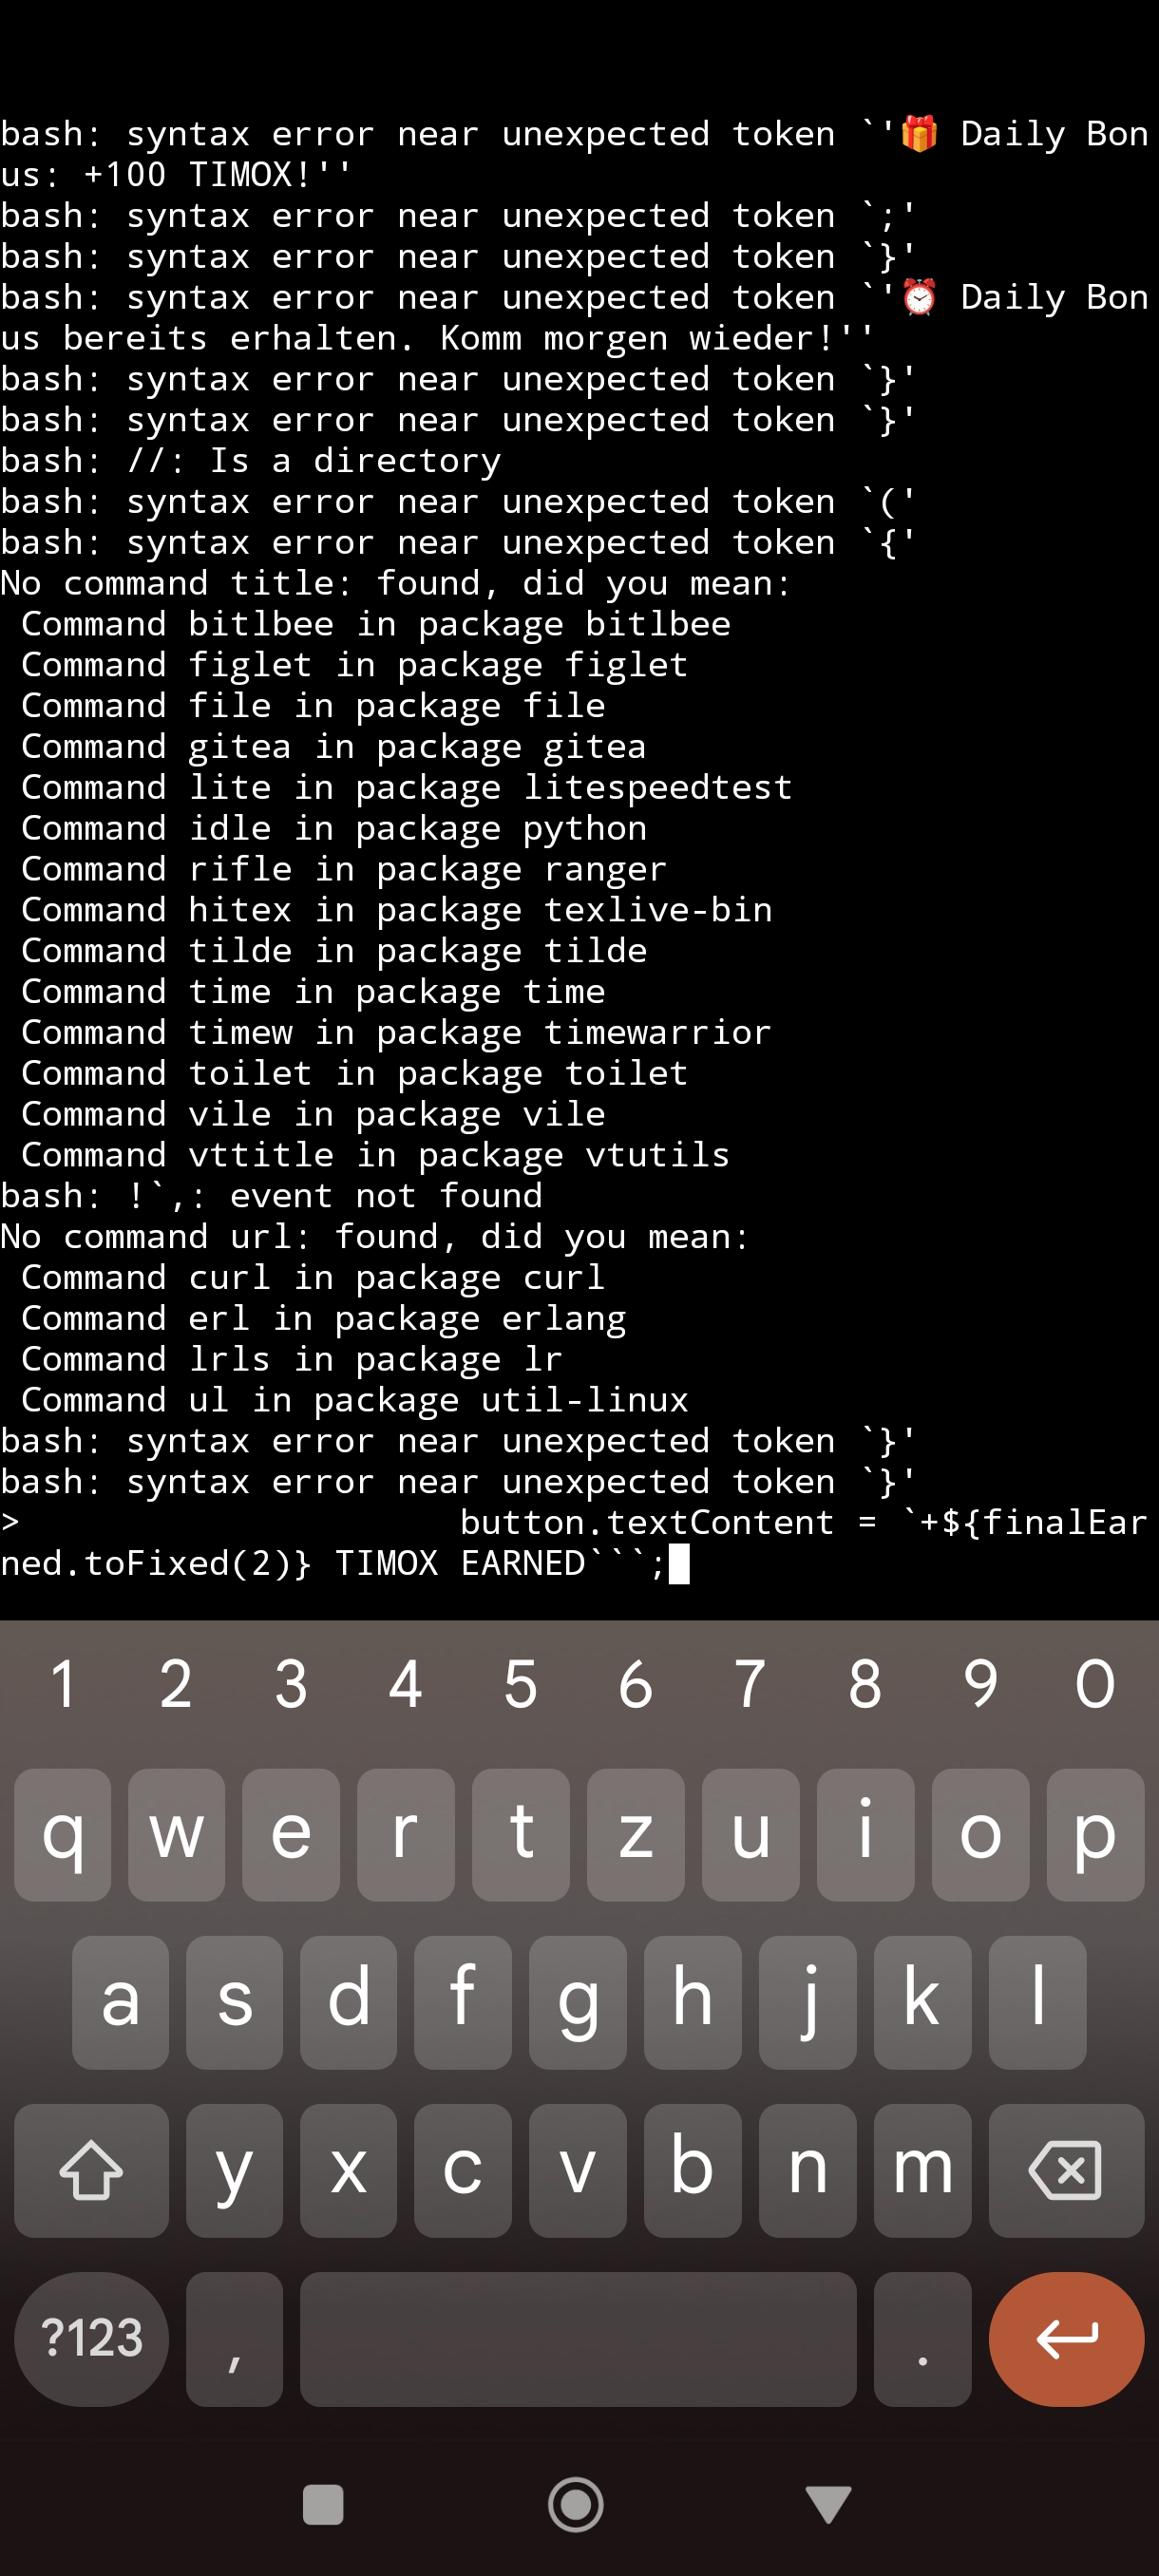 bash: syntax error near unexpected token `'🎁 Daily Bon
us: +100 TIMOX!''
bash: syntax error near unexpected token `;'
bash: syntax error near unexpected token `}'
bash: syntax error near unexpected token `'⏰ Daily Bon
us bereits erhalten. Komm morgen wieder!''
bash: syntax error near unexpected token `}'
bash: syntax error near unexpected token `}'
bash: //: Is a directory
bash: syntax error near unexpected token `('
bash: syntax error near unexpected token `{'
No command title: found, did you mean:
 Command bitlbee in package bitlbee
 Command figlet in package figlet
 Command file in package file
 Command gitea in package gitea
 Command lite in package litespeedtest
 Command idle in package python
 Command rifle in package ranger
 Command hitex in package texlive-bin
 Command tilde in package tilde
 Command time in package time
 Command timew in package timewarrior
 Command toilet in package toilet
 Command vile in package vile
 Command vttitle in package vtutils
bash: !`,: event not found
No command url: found, did you mean:
 Command curl in package curl
 Command erl in package erlang
 Command lrls in package lr
 Command ul in package util-linux
bash: syntax error near unexpected token `}'
bash: syntax error near unexpected token `}'
>                     button.textContent = `+${finalEar
ned.toFixed(2)} TIMOX EARNED```;
1 2 3 4 5 6 7 8 9 0
q w e r t z u i o p
a s d f g h j k l
y x c v b n m
?123 , .